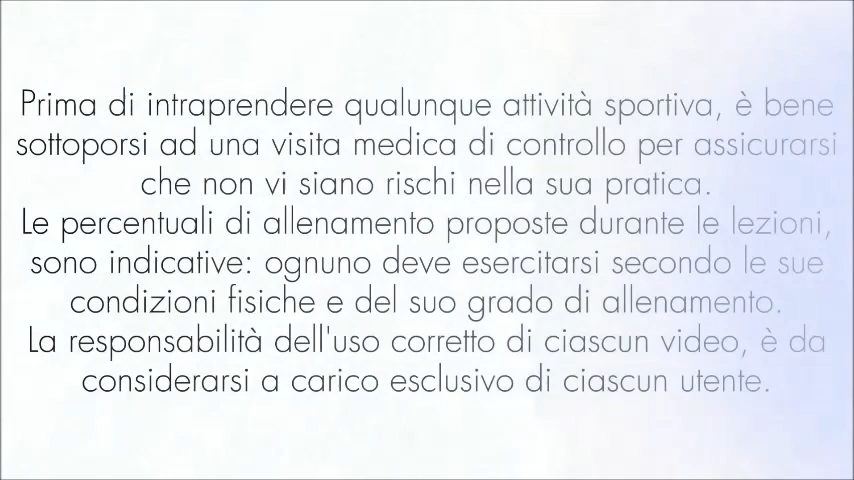 Prima di intraprendere qualunque attività sportiva, è bene
sottoporsi ad una visita medica di controllo per assicurarsi
che non vi siano rischi nella sua pratica.
Le percentuali di allenamento proposte durante le lezioni,
sono indicative: ognuno deve esercitarsi secondo le sue
condizioni fisiche e del suo grado di allenamento.
La responsabilità dell'uso corretto di ciascun video, è da
considerarsi a carico esclusivo di ciascun utente.